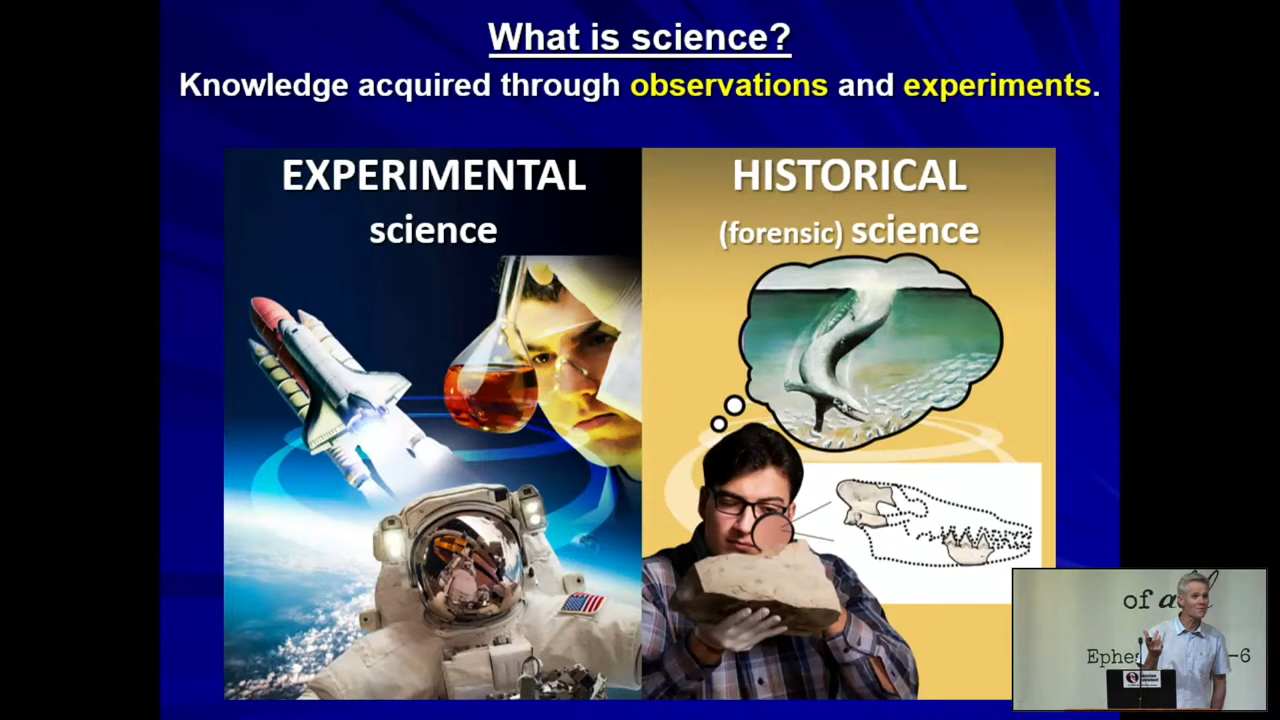 What is science?
Knowledge acquired through observations and experiments.
EXPERIMENTAL
science
HISTORICAL
(forensic) science
of
Ephe
-6